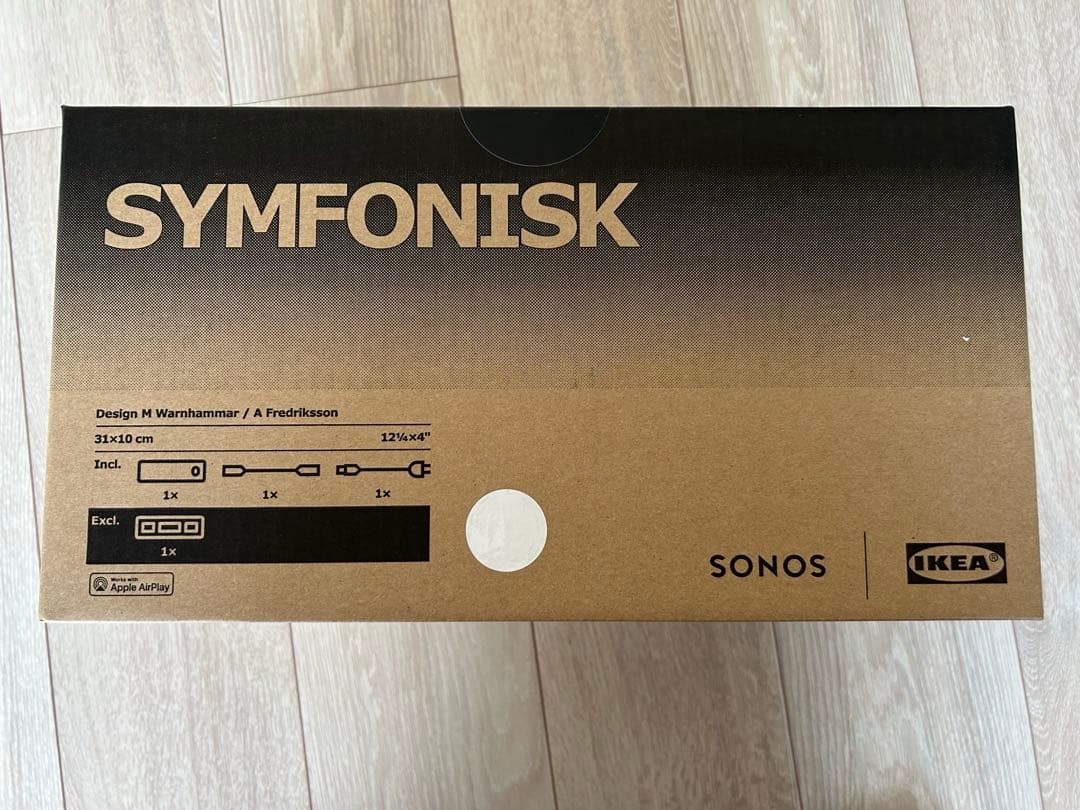 SYMFONISK
Design M Warnhammar / A Fredriksson
31×10 cm 12¼×4"
Incl.
1× 1× 1×
Excl.
1×
Works with
Apple AirPlay
SONOS
IKEA®